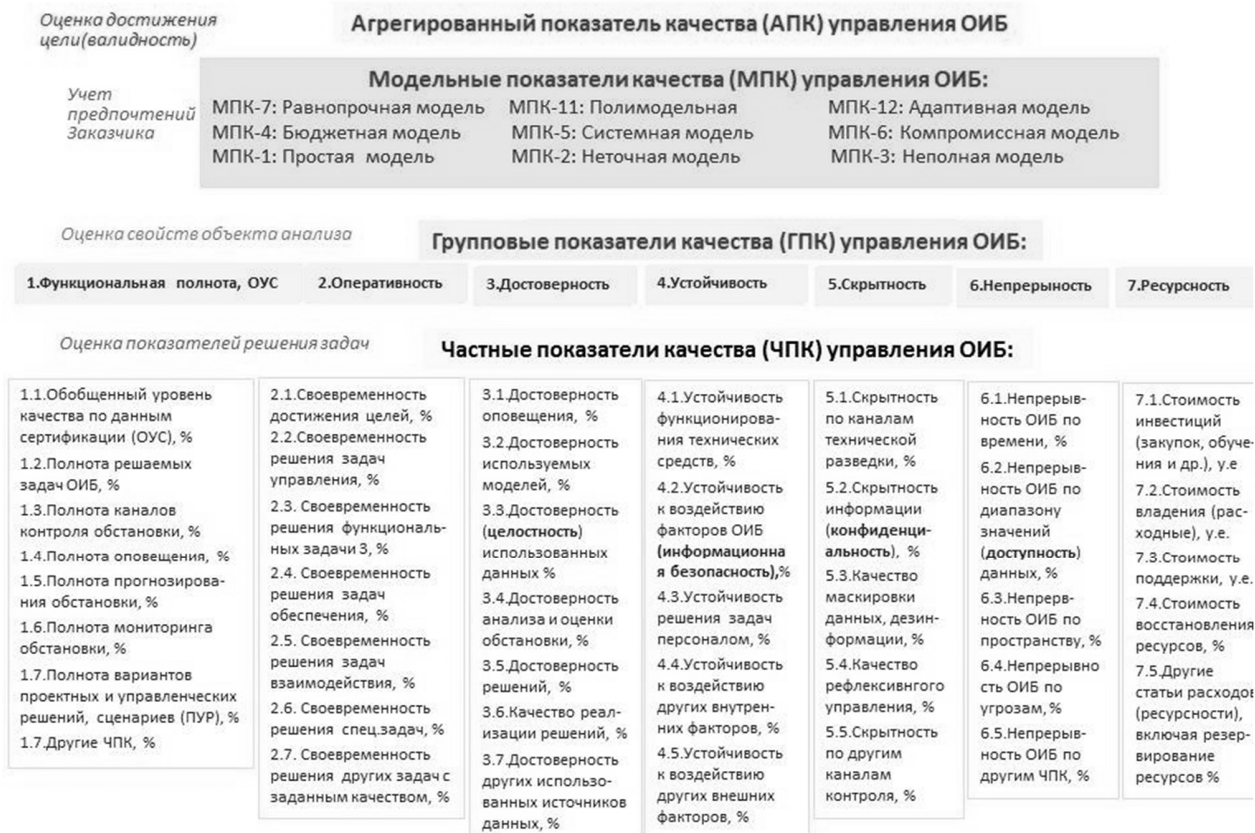 Оценка достижения
цели(валидность)
Агрегированный показатель качества (АПК) управления ОИБ
Учет
предпочтений
Заказчика
Модельные показатели качества (МПК) управления ОИБ:
МПК-7: Равнопрочная модель МПК-11: Полимодельная МПК-12: Адаптивная модель
МПК-4: Бюджетная модель МПК-5: Системная модель МПК-6: Компромиссная модель
МПК-1: Простая модель МПК-2: Неточная модель МПК-3: Неполная модель
Оценка свойств объекта анализа
Групповые показатели качества (ГПК) управления ОИБ:
1.Функциональная полнота, ОУС 2.Оперативность 3.Достоверность 4.Устойчивость 5.Скрытность 6.Непрерыность 7.Ресурсность
Оценка показателей решения задач
Частные показатели качества (ЧПК) управления ОИБ:
1.1.Обобщенный уровень
качества по данным
сертификации (ОУС), %
1.2.Полнота решаемых
задач ОИБ, %
1.3.Полнота каналов
контроля обстановки, %
1.4.Полнота оповещения, %
1.5.Полнота прогнозирова-
ния обстановки, %
1.6.Полнота мониторинга
обстановки, %
1.7.Полнота вариантов
проектных и управленческих
решений, сценариев (ПУР), %
1.7.Другие ЧПК, %
2.1.Своевременность
достижения целей, %
2.2.Своевременность
решения задач
управления, %
2.3. Своевременность
решения функциональ-
ных задачи 3, %
2.4. Своевременность
решения задач
обеспечения, %
2.5. Своевременность
решения задач
взаимодействия, %
2.6. Своевременность
решения спец.задач, %
2.7. Своевременность
решения других задач с
заданным качеством, %
3.1.Достоверность
оповещения, %
3.2.Достоверность
используемых
моделей, %
3.3.Достоверность
(целостность)
использованных
данных %
3.4.Достоверность
анализа и оценки
обстановки, %
3.5.Достоверность
решений, %
3.6.Качество реал-
изации решений, %
3.7.Достоверность
других использо-
ванных источников
данных, %
4.1.Устойчивость
функционирова-
ния технических
средств, %
4.2.Устойчивость
к воздействию
факторов ОИБ
(информационна
я безопасность),%
4.3.Устойчивость
решения задач
персоналом, %
4.4.Устойчивость
к воздействию
других внутрен-
них факторов, %
4.5.Устойчивость
к воздействию
других внешних
факторов, %
5.1.Скрытность
по каналам
технической
разведки, %
5.2.Скрытность
информации
(конфиденци-
альность), %
5.3.Качество
маскировки
данных, дезин-
формации, %
5.4.Качество
рефлексивнгого
управления, %
5.5.Скрытность
по другим
каналам
контроля, %
6.1.Непрерыв-
ность ОИБ по
времени, %
6.2.Непрерыв-
ность ОИБ по
диапазону
значений
(доступность)
данных, %
6.3.Непрерв-
ность ОИБ по
пространству, %
6.4.Непрерывно
сть ОИБ по
угрозам, %
6.5.Непрерыв-
ность ОИБ по
другим ЧПК, %
7.1.Стоимость
инвестиций
(закупок, обуче-
ния и др.), у.е
7.2.Стоимость
владения (рас-
ходные), у.е.
7.3.Стоимость
поддержки, у.е.
7.4.Стоимость
восстановления
ресурсов, %
7.5.Другие
статьи расходов
(ресурсности),
включая резер-
вирование
ресурсов %